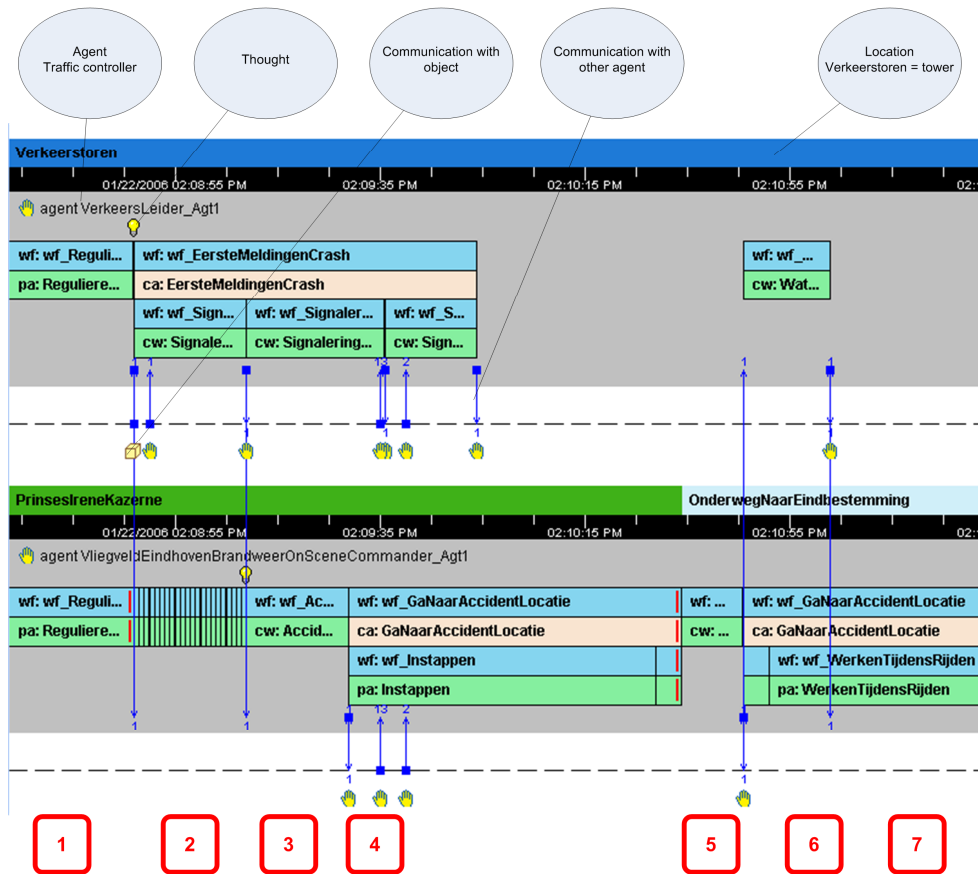 Agent
Traffic controller
Thought
Communication with
object
Communication with
other agent
Location
Verkeerstoren = tower
Verkeerstoren
01/22/2006 02:08:55 PM
02:09:35 PM
02:10:15 PM
02:10:55 PM
02:
agent VerkeersLeider_Agt1
wf: wf_Reguli...
wf: wf_EersteMeldingenCrash
wf: wf_...
pa: Reguliere...
ca: EersteMeldingenCrash
cw: Wat...
wf: wf_Sign...
wf: wf_Signaler...
wf: wf_S...
cw: Signale...
cw: Signalering...
cw: Sign...
1 1 13 2 1 1
1 1 1 1
PrinsesIreneKazerne
OnderwegNaarEindbestemming
01/22/2006 02:08:55 PM
02:09:35 PM
02:10:15 PM
02:10:55 PM
02:
agent VliegveldEindhovenBrandweerOnSceneCommander_Agt1
wf: wf_Reguli...
wf: wf_Ac...
wf: wf_GaNaarAccidentLocatie
wf: ...
wf: wf_GaNaarAccidentLocatie
pa: Reguliere...
cw: Accid...
ca: GaNaarAccidentLocatie
cw: ...
ca: GaNaarAccidentLocatie
wf: wf_Instappen
wf: wf_WerkenTijdensRijden
pa: Instappen
pa: WerkenTijdensRijden
1 1 1 13 2 1 1
1 1
1 2 3 4 5 6 7